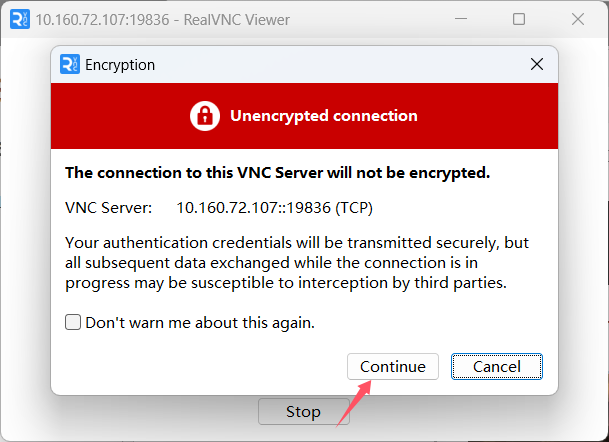 10.160.72.107:19836 - RealVNC Viewer
Encryption
Unencrypted connection
The connection to this VNC Server will not be encrypted.
VNC Server: 10.160.72.107::19836 (TCP)
Your authentication credentials will be transmitted securely, but
all subsequent data exchanged while the connection is in
progress may be susceptible to interception by third parties.
Don't warn me about this again.
Continue Cancel
Stop